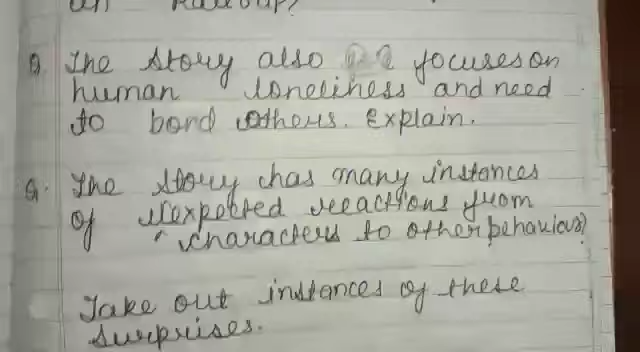 Q. The story also focuses on
human loneliness and need
to bond others. Explain.
Q. The story has many instances
of unexpected reactions from
characters to other behaviour?
Take out instances of these
surprises.